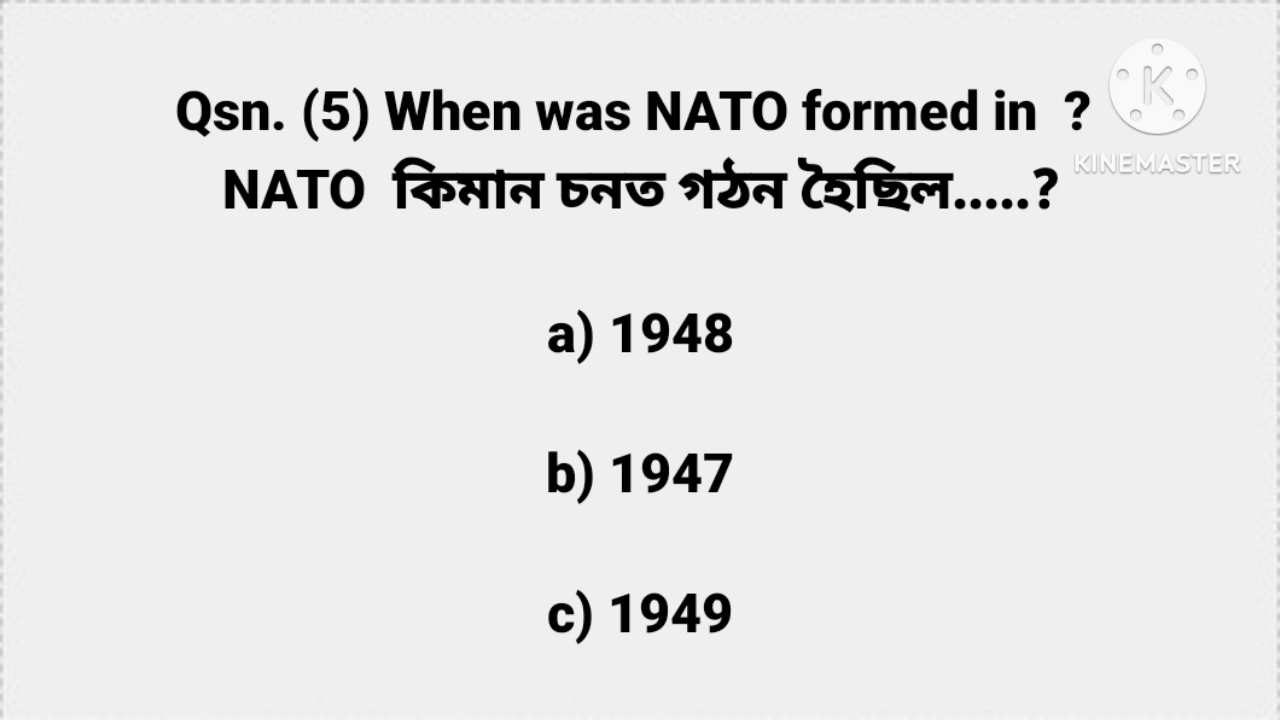 Qsn. (5) When was NATO formed in ?
NATO কিমান চনত গঠন হৈছিল.....?
K
KINEMASTER
a) 1948
b) 1947
c) 1949